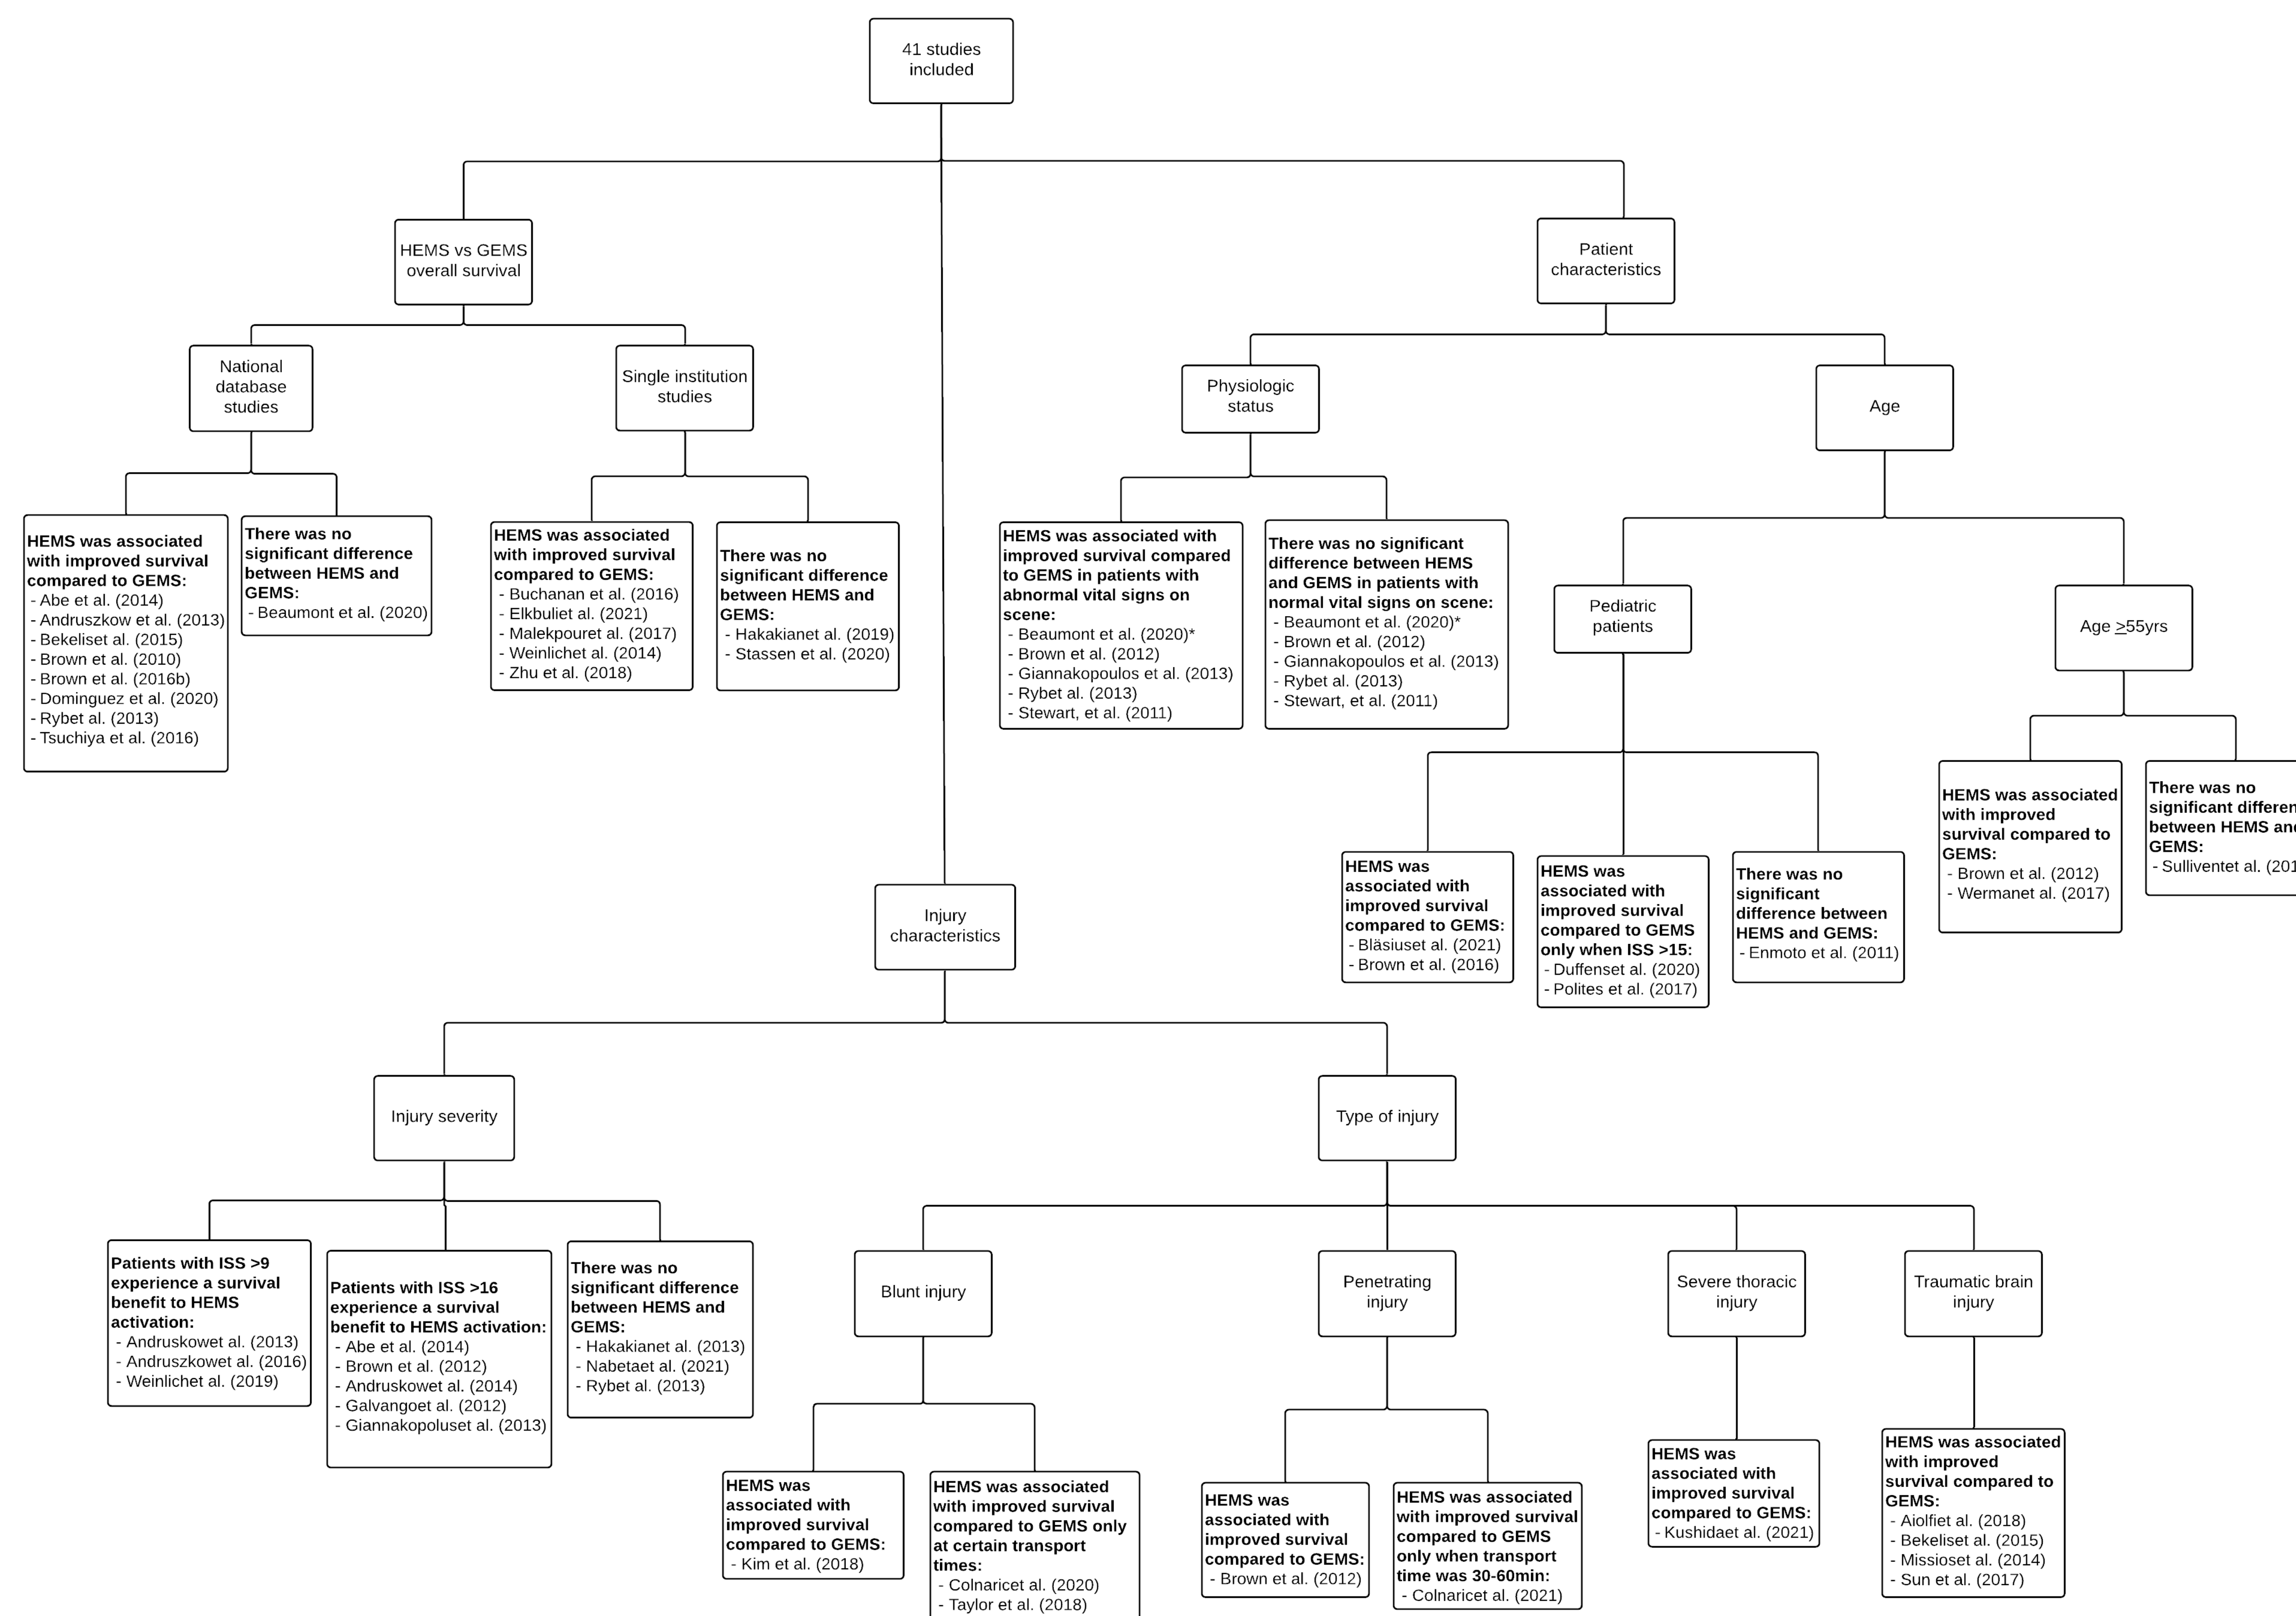 41 studies
included
HEMS vs GEMS
overall survival
Patient
characteristics
National
database
studies
Single institution
studies
Physiologic
status
Age
HEMS was associated
with improved survival
compared to GEMS:
- Abe et al. (2014)
- Andruszkow et al. (2013)
- Bekeliset al. (2015)
- Brown et al. (2010)
- Brown et al. (2016b)
- Dominguez et al. (2020)
- Rybet al. (2013)
- Tsuchiya et al. (2016)
There was no
significant difference
between HEMS and
GEMS:
- Beaumont et al. (2020)
HEMS was associated
with improved survival
compared to GEMS:
- Buchanan et al. (2016)
- Elkbuliet al. (2021)
- Malekpouret al. (2017)
- Weinlichet al. (2014)
- Zhu et al. (2018)
There was no
significant difference
between HEMS and
GEMS:
- Hakakianet al. (2019)
- Stassen et al. (2020)
HEMS was associated with
improved survival compared
to GEMS in patients with
abnormal vital signs on
scene:
- Beaumont et al. (2020)*
- Brown et al. (2012)
- Giannakopoulos et al. (2013)
- Rybet al. (2013)
- Stewart, et al. (2011)
There was no significant
difference between HEMS
and GEMS in patients with
normal vital signs on scene:
- Beaumont et al. (2020)*
- Brown et al. (2012)
- Giannakopoulos et al. (2013)
- Rybet al. (2013)
- Stewart, et al. (2011)
Pediatric
patients
Age >55yrs
HEMS was
associated with
improved survival
compared to GEMS:
- Bläsiuset al. (2021)
- Brown et al. (2016)
HEMS was
associated with
improved survival
compared to GEMS
only when ISS >15:
- Duffenset al. (2020)
- Polites et al. (2017)
There was no
significant
difference between
HEMS and GEMS:
- Enmoto et al. (2011)
HEMS was associated
with improved
survival compared to
GEMS:
- Brown et al. (2012)
- Wermanet al. (2017)
There was no
significant
between HEMS
GEMS:
- Sulliventet al.
Injury
characteristics
Injury severity
Type of injury
Patients with ISS >9
experience a survival
benefit to HEMS
activation:
- Andruskowet al. (2013)
- Andruszkowet al. (2016)
- Weinlichet al. (2019)
Patients with ISS >16
experience a survival
benefit to HEMS activation:
- Abe et al. (2014)
- Brown et al. (2012)
- Andruskowet al. (2014)
- Galvangoet al. (2012)
- Giannakopoluset al. (2013)
There was no
significant difference
between HEMS and
GEMS:
- Hakakianet al. (2013)
- Nabetaet al. (2021)
- Rybet al. (2013)
Blunt injury
Penetrating
injury
Severe thoracic
injury
Traumatic brain
injury
HEMS was
associated with
improved survival
compared to GEMS:
- Kim et al. (2018)
HEMS was associated
with improved survival
compared to GEMS only
at certain transport
times:
- Colnaricet al. (2020)
- Taylor et al. (2018)
HEMS was
associated with
improved survival
compared to GEMS:
- Brown et al. (2012)
HEMS was associated
with improved survival
compared to GEMS
only when transport
time was 30-60min:
- Colnaricet al. (2021)
HEMS was
associated with
improved survival
compared to GEMS:
- Kushidaet al. (2021)
HEMS was associated
with improved
survival compared to
GEMS:
- Aiolfiet al. (2018)
- Bekeliset al. (2015)
- Missioset al. (2014)
- Sun et al. (2017)